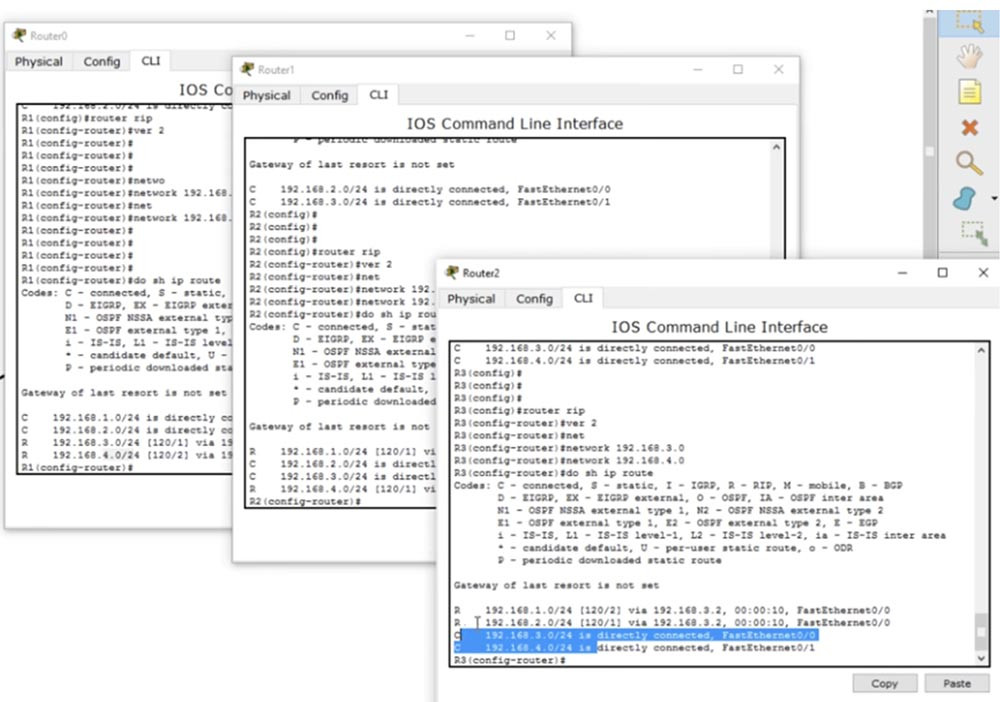 Router0
Physical Config CLI
IOS Co
C 192.168.2.0/24 is directly co
R1(config)#router rip
R1(config-router)#ver 2
R1(config-router)#
R1(config-router)#
R1(config-router)#
R1(config-router)#netwo
R1(config-router)#network 192.168.
R1(config-router)#net
R1(config-router)#network 192.168.
R1(config-router)#
R1(config-router)#
R1(config-router)#
R1(config-router)#
R1(config-router)#do sh ip route
Codes: C - connected, S - static,
D - EIGRP, EX - EIGRP exter
N1 - OSPF NSSA external typ
E1 - OSPF external type 1,
i - IS-IS, L1 - IS-IS level
* - candidate default, U -
P - periodic downloaded sta
Gateway of last resort is not set
C 192.168.1.0/24 is directly co
C 192.168.2.0/24 is directly co
R 192.168.3.0/24 [120/1] via 19
R 192.168.4.0/24 [120/2] via 19
R1(config-router)#
Router1
Physical Config CLI
IOS Command Line Interface
P - periodic downloaded static route
Gateway of last resort is not set
C 192.168.2.0/24 is directly connected, FastEthernet0/0
C 192.168.3.0/24 is directly connected, FastEthernet0/1
R2(config)#
R2(config)#
R2(config)#
R2(config)#router rip
R2(config-router)#ver 2
R2(config-router)#net
R2(config-router)#network 192.
R2(config-router)#network 192.
R2(config-router)#do sh ip rou
Codes: C - connected, S - stat
D - EIGRP, EX - EIGRP e
N1 - OSPF NSSA external
E1 - OSPF external type
i - IS-IS, L1 - IS-IS l
* - candidate default,
P - periodic downloaded
Gateway of last resort is not
R 192.168.1.0/24 [120/1] vi
C 192.168.2.0/24 is directl
C 192.168.3.0/24 is directl
R 192.168.4.0/24 [120/1] vi
R2(config-router)#
Router2
Physical Config CLI
IOS Command Line Interface
C 192.168.3.0/24 is directly connected, FastEthernet0/0
C 192.168.4.0/24 is directly connected, FastEthernet0/1
R3(config)#
R3(config)#
R3(config)#
R3(config)#router rip
R3(config-router)#ver 2
R3(config-router)#net
R3(config-router)#network 192.168.3.0
R3(config-router)#network 192.168.4.0
R3(config-router)#do sh ip route
Codes: C - connected, S - static, I - IGRP, R - RIP, M - mobile, B - BGP
D - EIGRP, EX - EIGRP external, O - OSPF, IA - OSPF inter area
N1 - OSPF NSSA external type 1, N2 - OSPF NSSA external type 2
E1 - OSPF external type 1, E2 - OSPF external type 2, E - EGP
i - IS-IS, L1 - IS-IS level-1, L2 - IS-IS level-2, ia - IS-IS inter area
* - candidate default, U - per-user static route, o - ODR
P - periodic downloaded static route
Gateway of last resort is not set
R 192.168.1.0/24 [120/2] via 192.168.3.2, 00:00:10, FastEthernet0/0
R 192.168.2.0/24 [120/1] via 192.168.3.2, 00:00:10, FastEthernet0/0
C 192.168.3.0/24 is directly connected, FastEthernet0/0
C 192.168.4.0/24 is directly connected, FastEthernet0/1
R3(config-router)#
Copy Paste